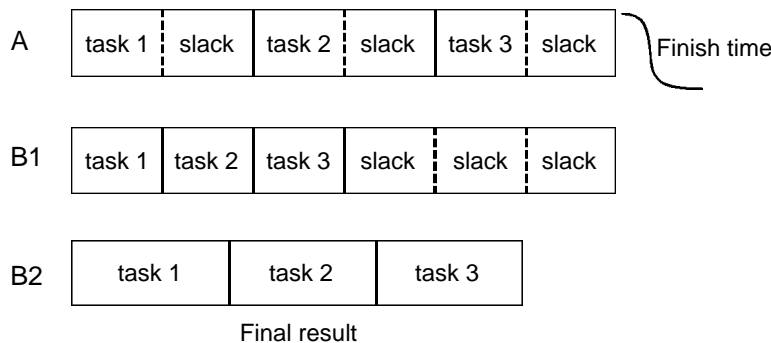 A task 1 slack task 2 slack task 3 slack Finish time
B1 task 1 task 2 task 3 slack slack slack
B2 task 1 task 2 task 3
Final result